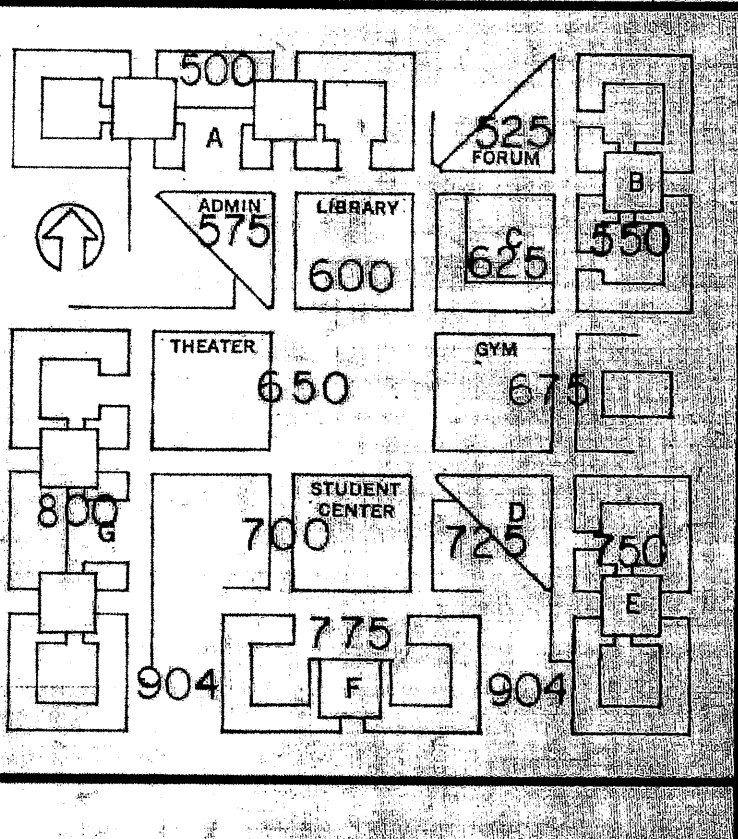 500
A
525
FORUM
B
ADMIN
575
LIBRARY
600
C
625
550
THEATER
650
GYM
675
STUDENT
CENTER
800
G
700
D
725
750
775
E
904
F
904